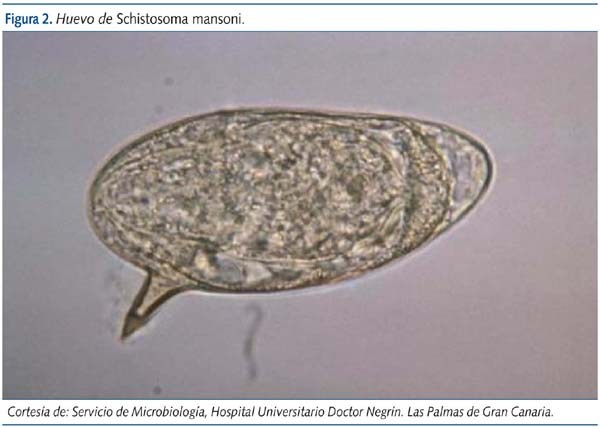 Figura 2. Huevo de Schistosoma mansoni.
Cortesía de: Servicio de Microbiología, Hospital Universitario Doctor Negrín. Las Palmas de Gran Canaria.